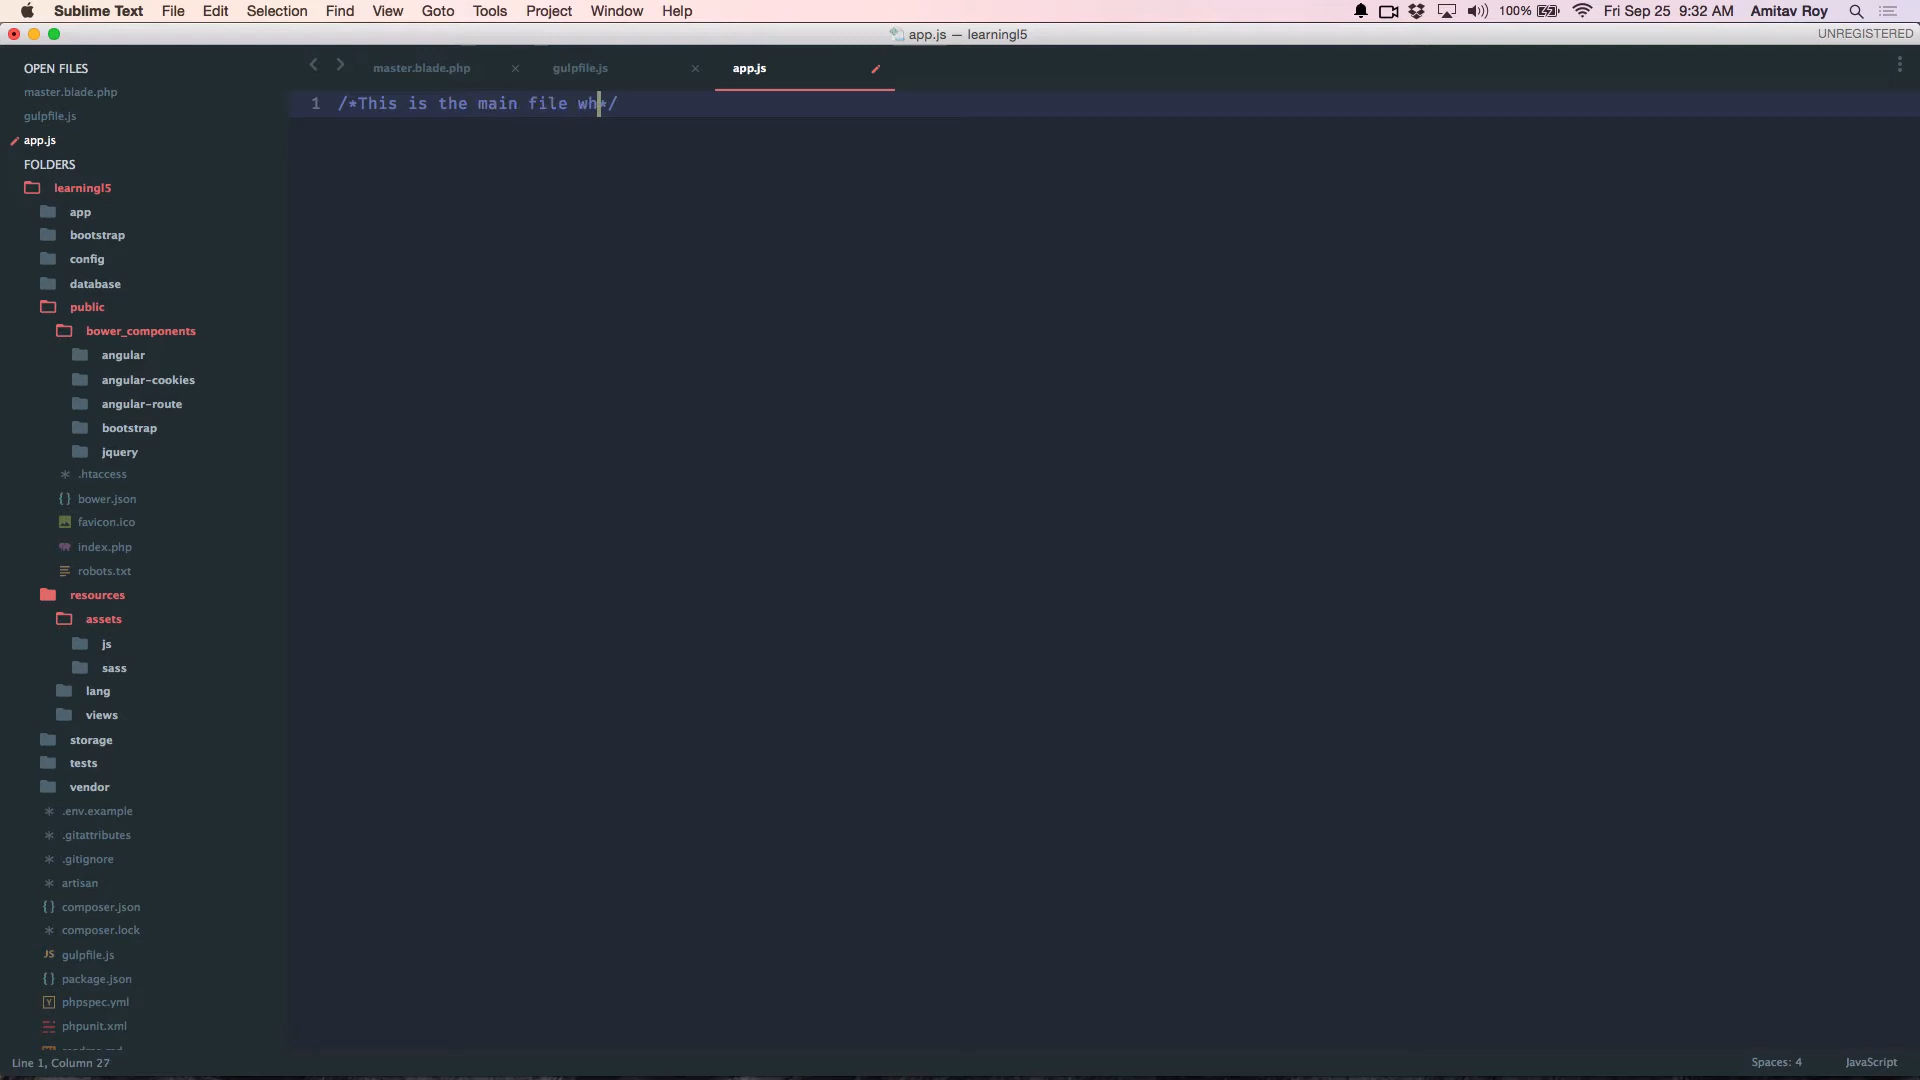 Sublime Text File Edit Selection Find View Goto Tools Project Window Help 100% Fri Sep 25 9:32 AM Amitav Roy
app.js — learningl5 UNREGISTERED
OPEN FILES
master.blade.php
gulpfile.js
app.js
FOLDERS
learningl5
app
bootstrap
config
database
public
bower_components
angular
angular-cookies
angular-route
bootstrap
jquery
.htaccess
{} bower.json
favicon.ico
index.php
robots.txt
resources
assets
js
sass
lang
views
storage
tests
vendor
.env.example
.gitattributes
.gitignore
artisan
{} composer.json
composer.lock
JS gulpfile.js
{} package.json
Y phpspec.yml
phpunit.xml
master.blade.php × gulpfile.js × app.js
1 /*This is the main file wh*/
Line 1, Column 27 Spaces: 4 JavaScript